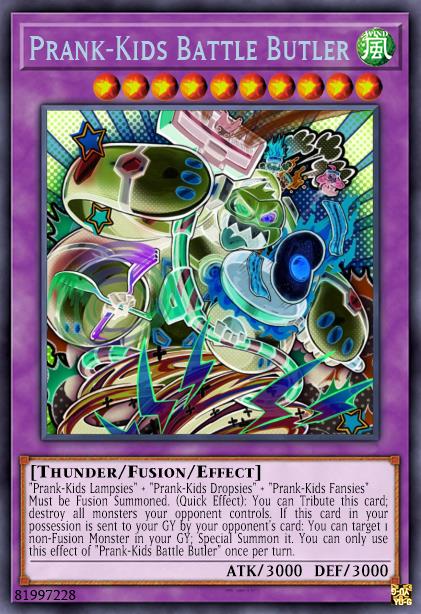 PRANK-KIDS BATTLE BUTLER
WIND
風
[THUNDER/FUSION/EFFECT]
"Prank-Kids Lampsies" + "Prank-Kids Dropsies" + "Prank-Kids Fansies"
Must be Fusion Summoned. (Quick Effect): You can Tribute this card;
destroy all monsters your opponent controls. If this card in your
possession is sent to your GY by your opponent's card: You can target 1
non-Fusion Monster in your GY; Special Summon it. You can only use
this effect of "Prank-Kids Battle Butler" once per turn.
ATK/3000 DEF/3000
81997228